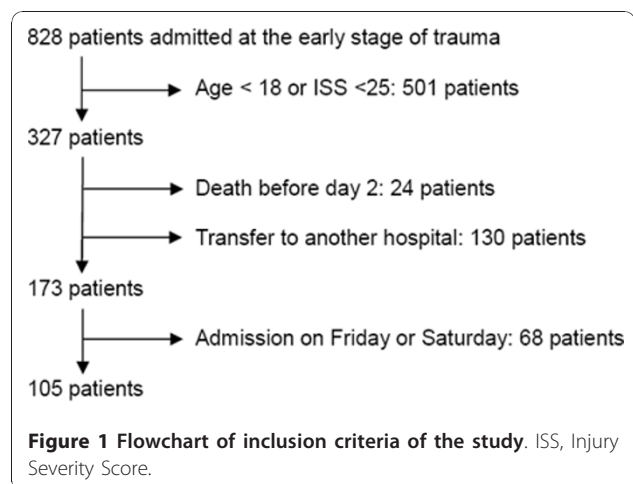 828 patients admitted at the early stage of trauma
Age < 18 or ISS <25: 501 patients
327 patients
Death before day 2: 24 patients
Transfer to another hospital: 130 patients
173 patients
Admission on Friday or Saturday: 68 patients
105 patients
Figure 1 Flowchart of inclusion criteria of the study. ISS, Injury
Severity Score.